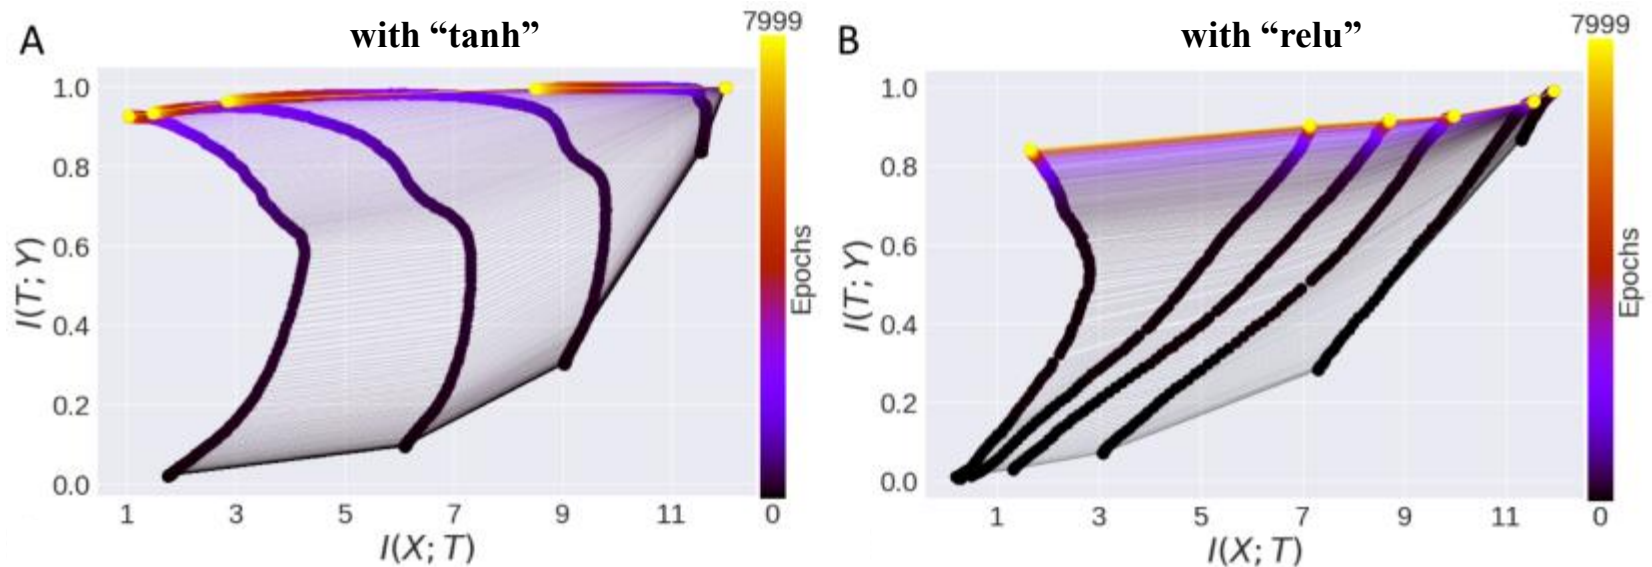 A with “tanh” 7999
1.0
0.8
0.6
0.4
0.2
0.0
I(T; Y)
1 3 5 7 9 11 0
I(X; T)
Epochs
B with “relu” 7999
1.0
0.8
0.6
0.4
0.2
0.0
I(T; Y)
1 3 5 7 9 11 0
I(X; T)
Epochs